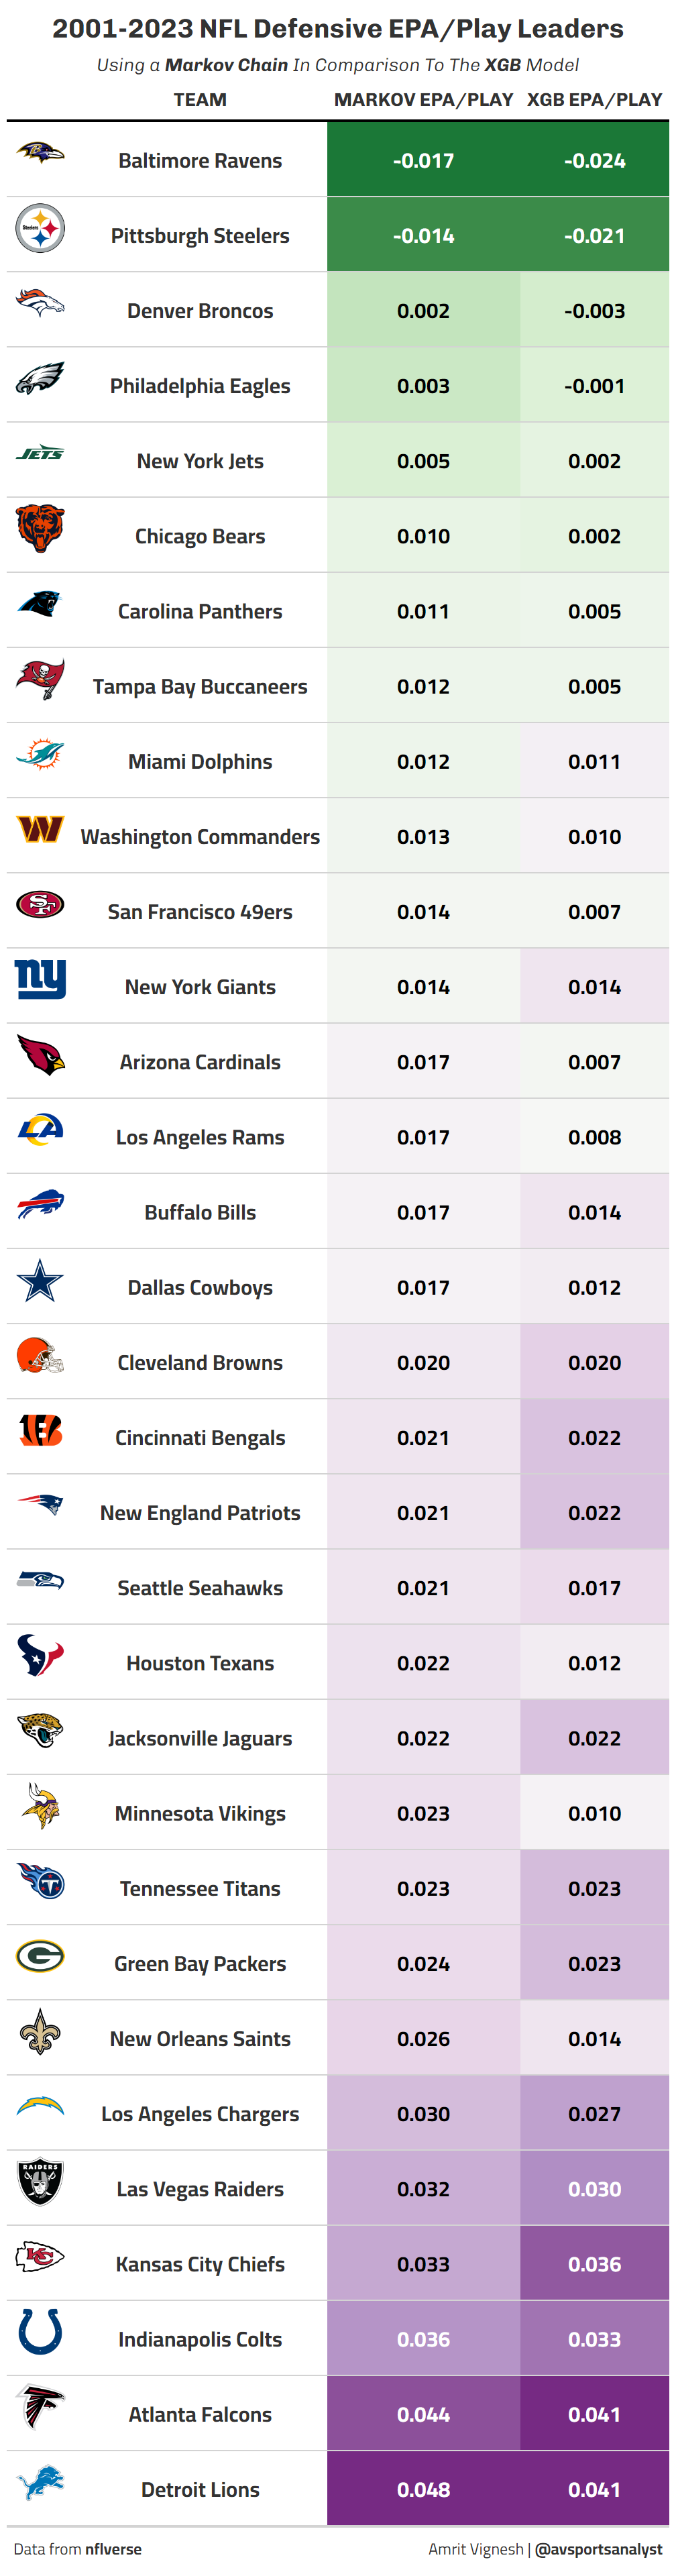 2001-2023 NFL Defensive EPA/Play Leaders
Using a Markov Chain In Comparison To The XGB Model
TEAM MARKOV EPA/PLAY XGB EPA/PLAY
Baltimore Ravens -0.017 -0.024
Steelers Pittsburgh Steelers -0.014 -0.021
Denver Broncos 0.002 -0.003
Philadelphia Eagles 0.003 -0.001
JETS New York Jets 0.005 0.002
Chicago Bears 0.010 0.002
Carolina Panthers 0.011 0.005
Tampa Bay Buccaneers 0.012 0.005
Miami Dolphins 0.012 0.011
W Washington Commanders 0.013 0.010
SF San Francisco 49ers 0.014 0.007
ny New York Giants 0.014 0.014
Arizona Cardinals 0.017 0.007
LA Los Angeles Rams 0.017 0.008
Buffalo Bills 0.017 0.014
Dallas Cowboys 0.017 0.012
Cleveland Browns 0.020 0.020
B Cincinnati Bengals 0.021 0.022
New England Patriots 0.021 0.022
Seattle Seahawks 0.021 0.017
Houston Texans 0.022 0.012
Jacksonville Jaguars 0.022 0.022
Minnesota Vikings 0.023 0.010
T Tennessee Titans 0.023 0.023
G Green Bay Packers 0.024 0.023
New Orleans Saints 0.026 0.014
Los Angeles Chargers 0.030 0.027
RAIDERS Las Vegas Raiders 0.032 0.030
KC Kansas City Chiefs 0.033 0.036
Indianapolis Colts 0.036 0.033
Atlanta Falcons 0.044 0.041
Detroit Lions 0.048 0.041
Data from nflverse Amrit Vignesh | @avsportsanalyst